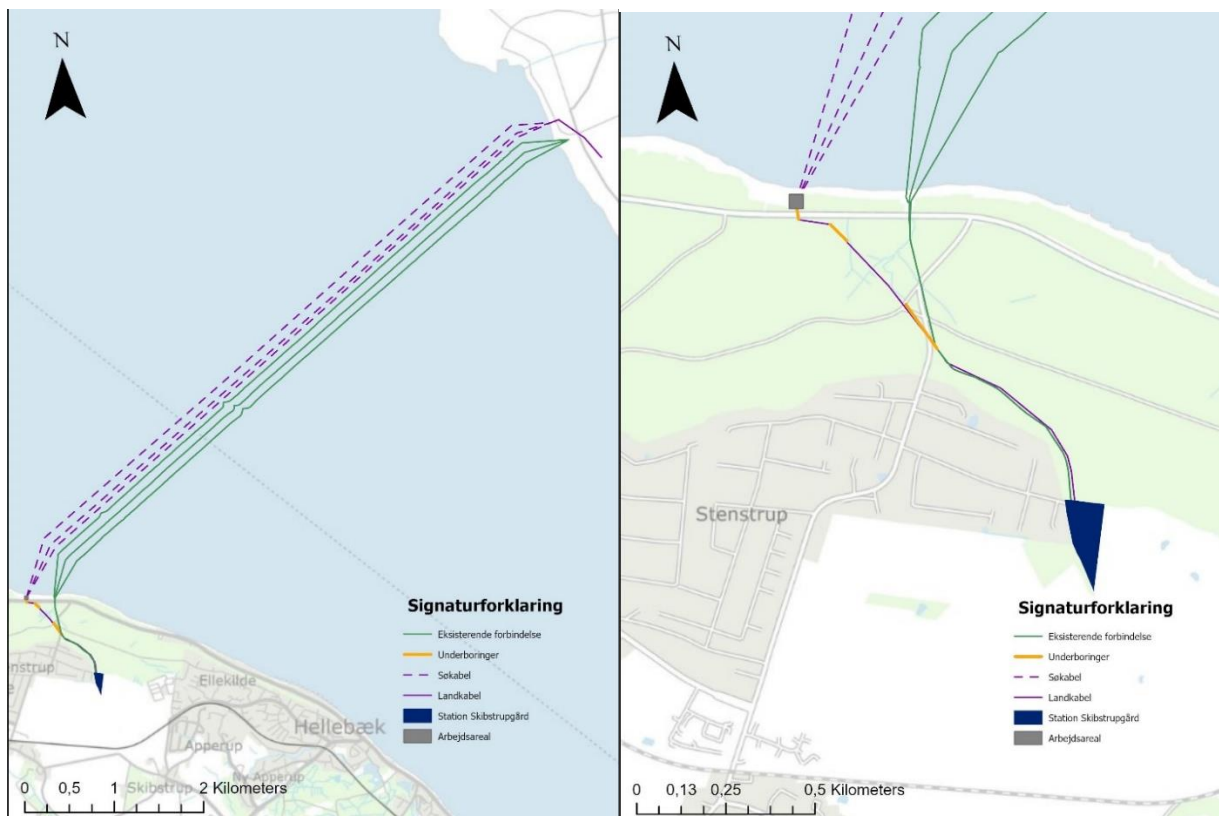 N
Signaturforklaring
Eksisterende forbindelse
Underboringer
Søkabel
Landkabel
Station Skibstrupgård
Arbejdsareal
nstrup
Ellekilde
Hellebæk
Apperup
Ny Apperup
Skibstrup
0 0,5 1 2 Kilometers
N
Stenstrup
Signaturforklaring
Eksisterende forbindelse
Underboringer
Søkabel
Landkabel
Station Skibstrupgård
Arbejdsareal
0 0,13 0,25 0,5 Kilometers